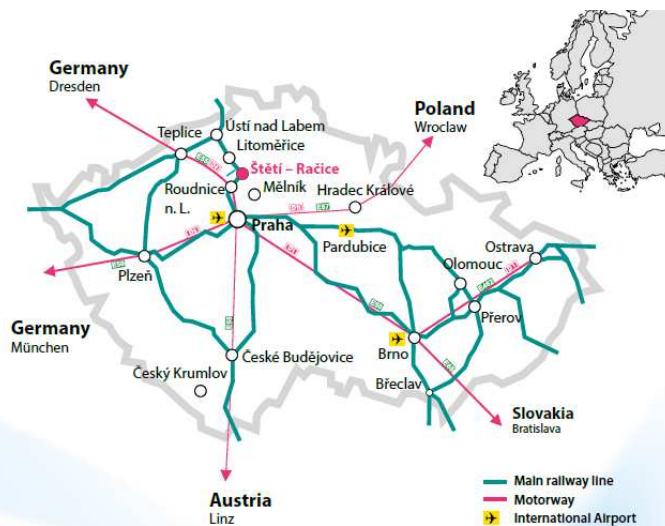 Germany
Dresden
Teplice
Ústí nad Labem
Litoměřice
Štětí – Račice
Roudnice
n. L.
Mělník
Poland
Wroclaw
Hradec Králové
E67
Praha
Pardubice
Ostrava
Olomouc
Přerov
Plzeň
Germany
München
Brno
České Budějovice
Český Krumlov
Břeclav
Slovakia
Bratislava
Austria
Linz
Main railway line
Motorway
International Airport